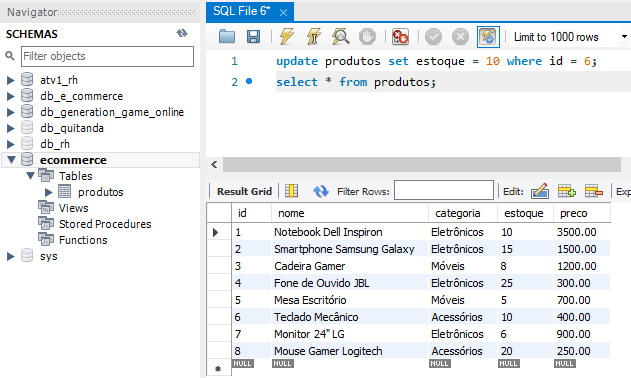 Navigator
SCHEMAS
Filter objects
atv1_rh
db_e_commerce
db_generation_game_online
db_quitanda
db_rh
ecommerce
Tables
produtos
Views
Stored Procedures
Functions
sys
SQL File 6*
Limit to 1000 rows
1 update produtos set estoque = 10 where id = 6;
2 select * from produtos;
Result Grid Filter Rows: Edit: Exp
id nome categoria estoque preco
1 Notebook Dell Inspiron Eletrônicos 10 3500.00
2 Smartphone Samsung Galaxy Eletrônicos 15 1500.00
3 Cadeira Gamer Móveis 8 1200.00
4 Fone de Ouvido JBL Eletrônicos 25 300.00
5 Mesa Escritório Móveis 5 700.00
6 Teclado Mecânico Acessórios 10 400.00
7 Monitor 24" LG Eletrônicos 6 900.00
8 Mouse Gamer Logitech Acessórios 20 250.00
NULL NULL NULL NULL NULL